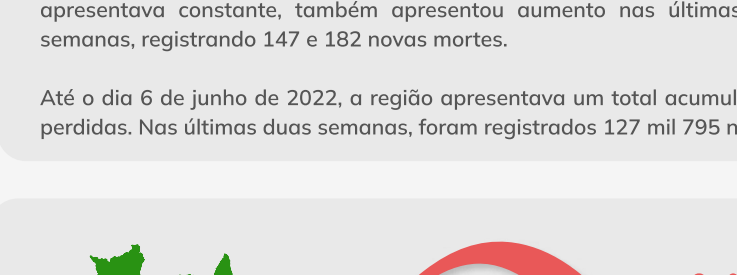 apresentava constante, também apresentou aumento nas últimas
semanas, registrando 147 e 182 novas mortes.
Até o dia 6 de junho de 2022, a região apresentava um total acumul
perdidas. Nas últimas duas semanas, foram registrados 127 mil 795 n